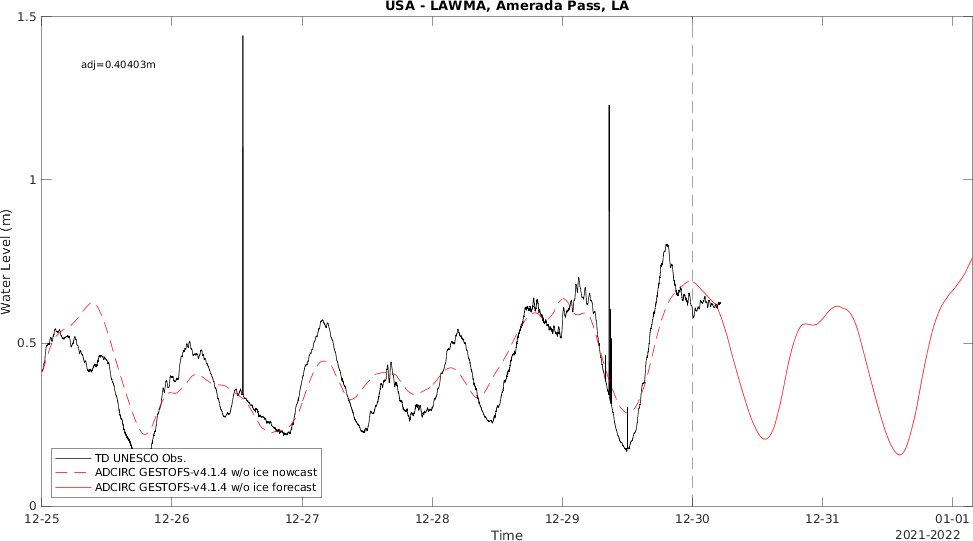 USA - LAWMA, Amerada Pass, LA
1.5
adj=0.40403m
1
Water Level (m)
0.5
TD UNESCO Obs.
ADCIRC GESTOFS-v4.1.4 w/o ice nowcast
ADCIRC GESTOFS-v4.1.4 w/o ice forecast
0
12-25 12-26 12-27 12-28 12-29 12-30 12-31 01-01
Time
2021-2022